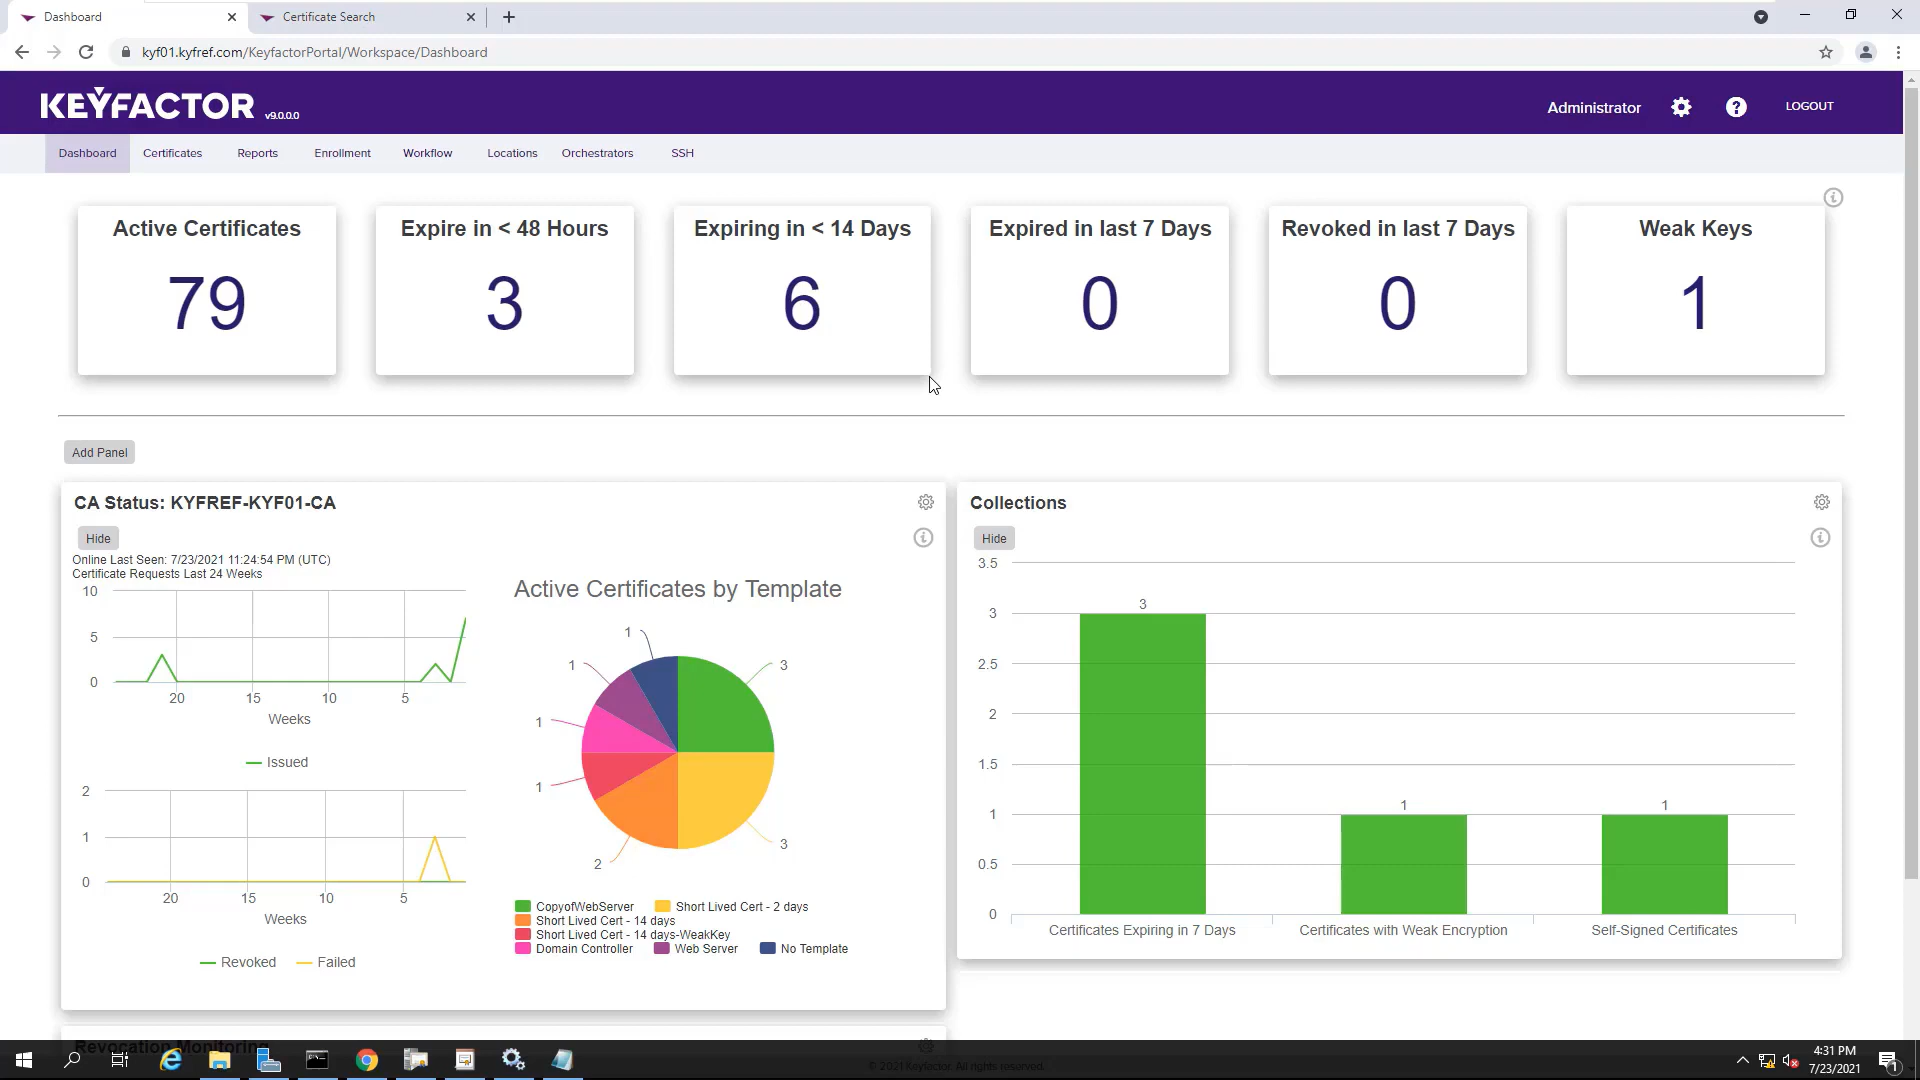 Dashboard
Certificate Search
kyf01.kyfref.com/KeyfactorPortal/Workspace/Dashboard
KEYFACTOR v9.0.0.0
Administrator
LOGOUT
Dashboard Certificates Reports Enrollment Workflow Locations Orchestrators SSH
Active Certificates
79
Expire in < 48 Hours
3
Expiring in < 14 Days
6
Expired in last 7 Days
0
Revoked in last 7 Days
0
Weak Keys
1
Add Panel
CA Status: KYFREF-KYF01-CA
Hide
Online Last Seen: 7/23/2021 11:24:54 PM (UTC)
Certificate Requests Last 24 Weeks
10
5
0
20 15 10 5
Weeks
Issued
2
1
0
20 15 10 5
Weeks
Revoked Failed
Active Certificates by Template
1
1
3
1
1
3
2
CopyofWebServer Short Lived Cert - 2 days
Short Lived Cert - 14 days
Short Lived Cert - 14 days-WeakKey
Domain Controller Web Server No Template
Collections
Hide
3.5
3
2.5
2
1.5
1
0.5
0
3
1
1
Certificates Expiring in 7 Days Certificates with Weak Encryption Self-Signed Certificates
Revocation Monitoring
© 2021 Keyfactor. All rights reserved.
4:31 PM
7/23/2021
1